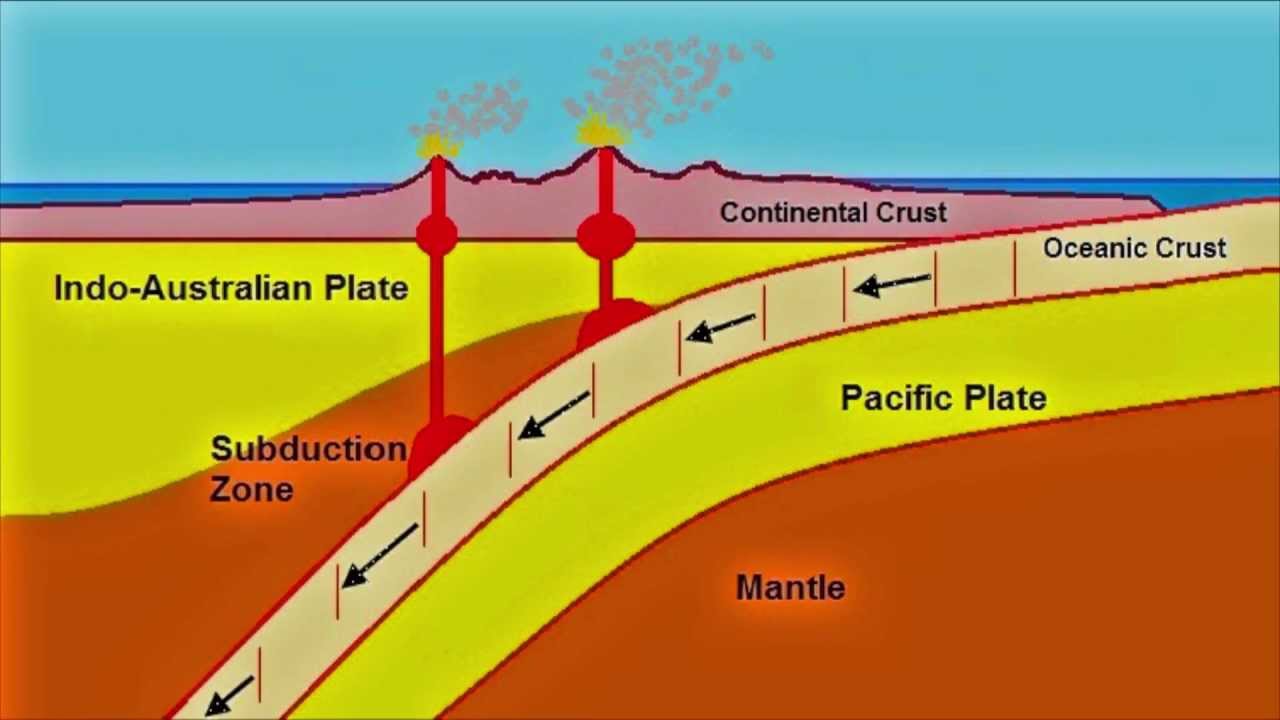 Continental Crust
Oceanic Crust
Indo-Australian Plate
Pacific Plate
Subduction
Zone
Mantle